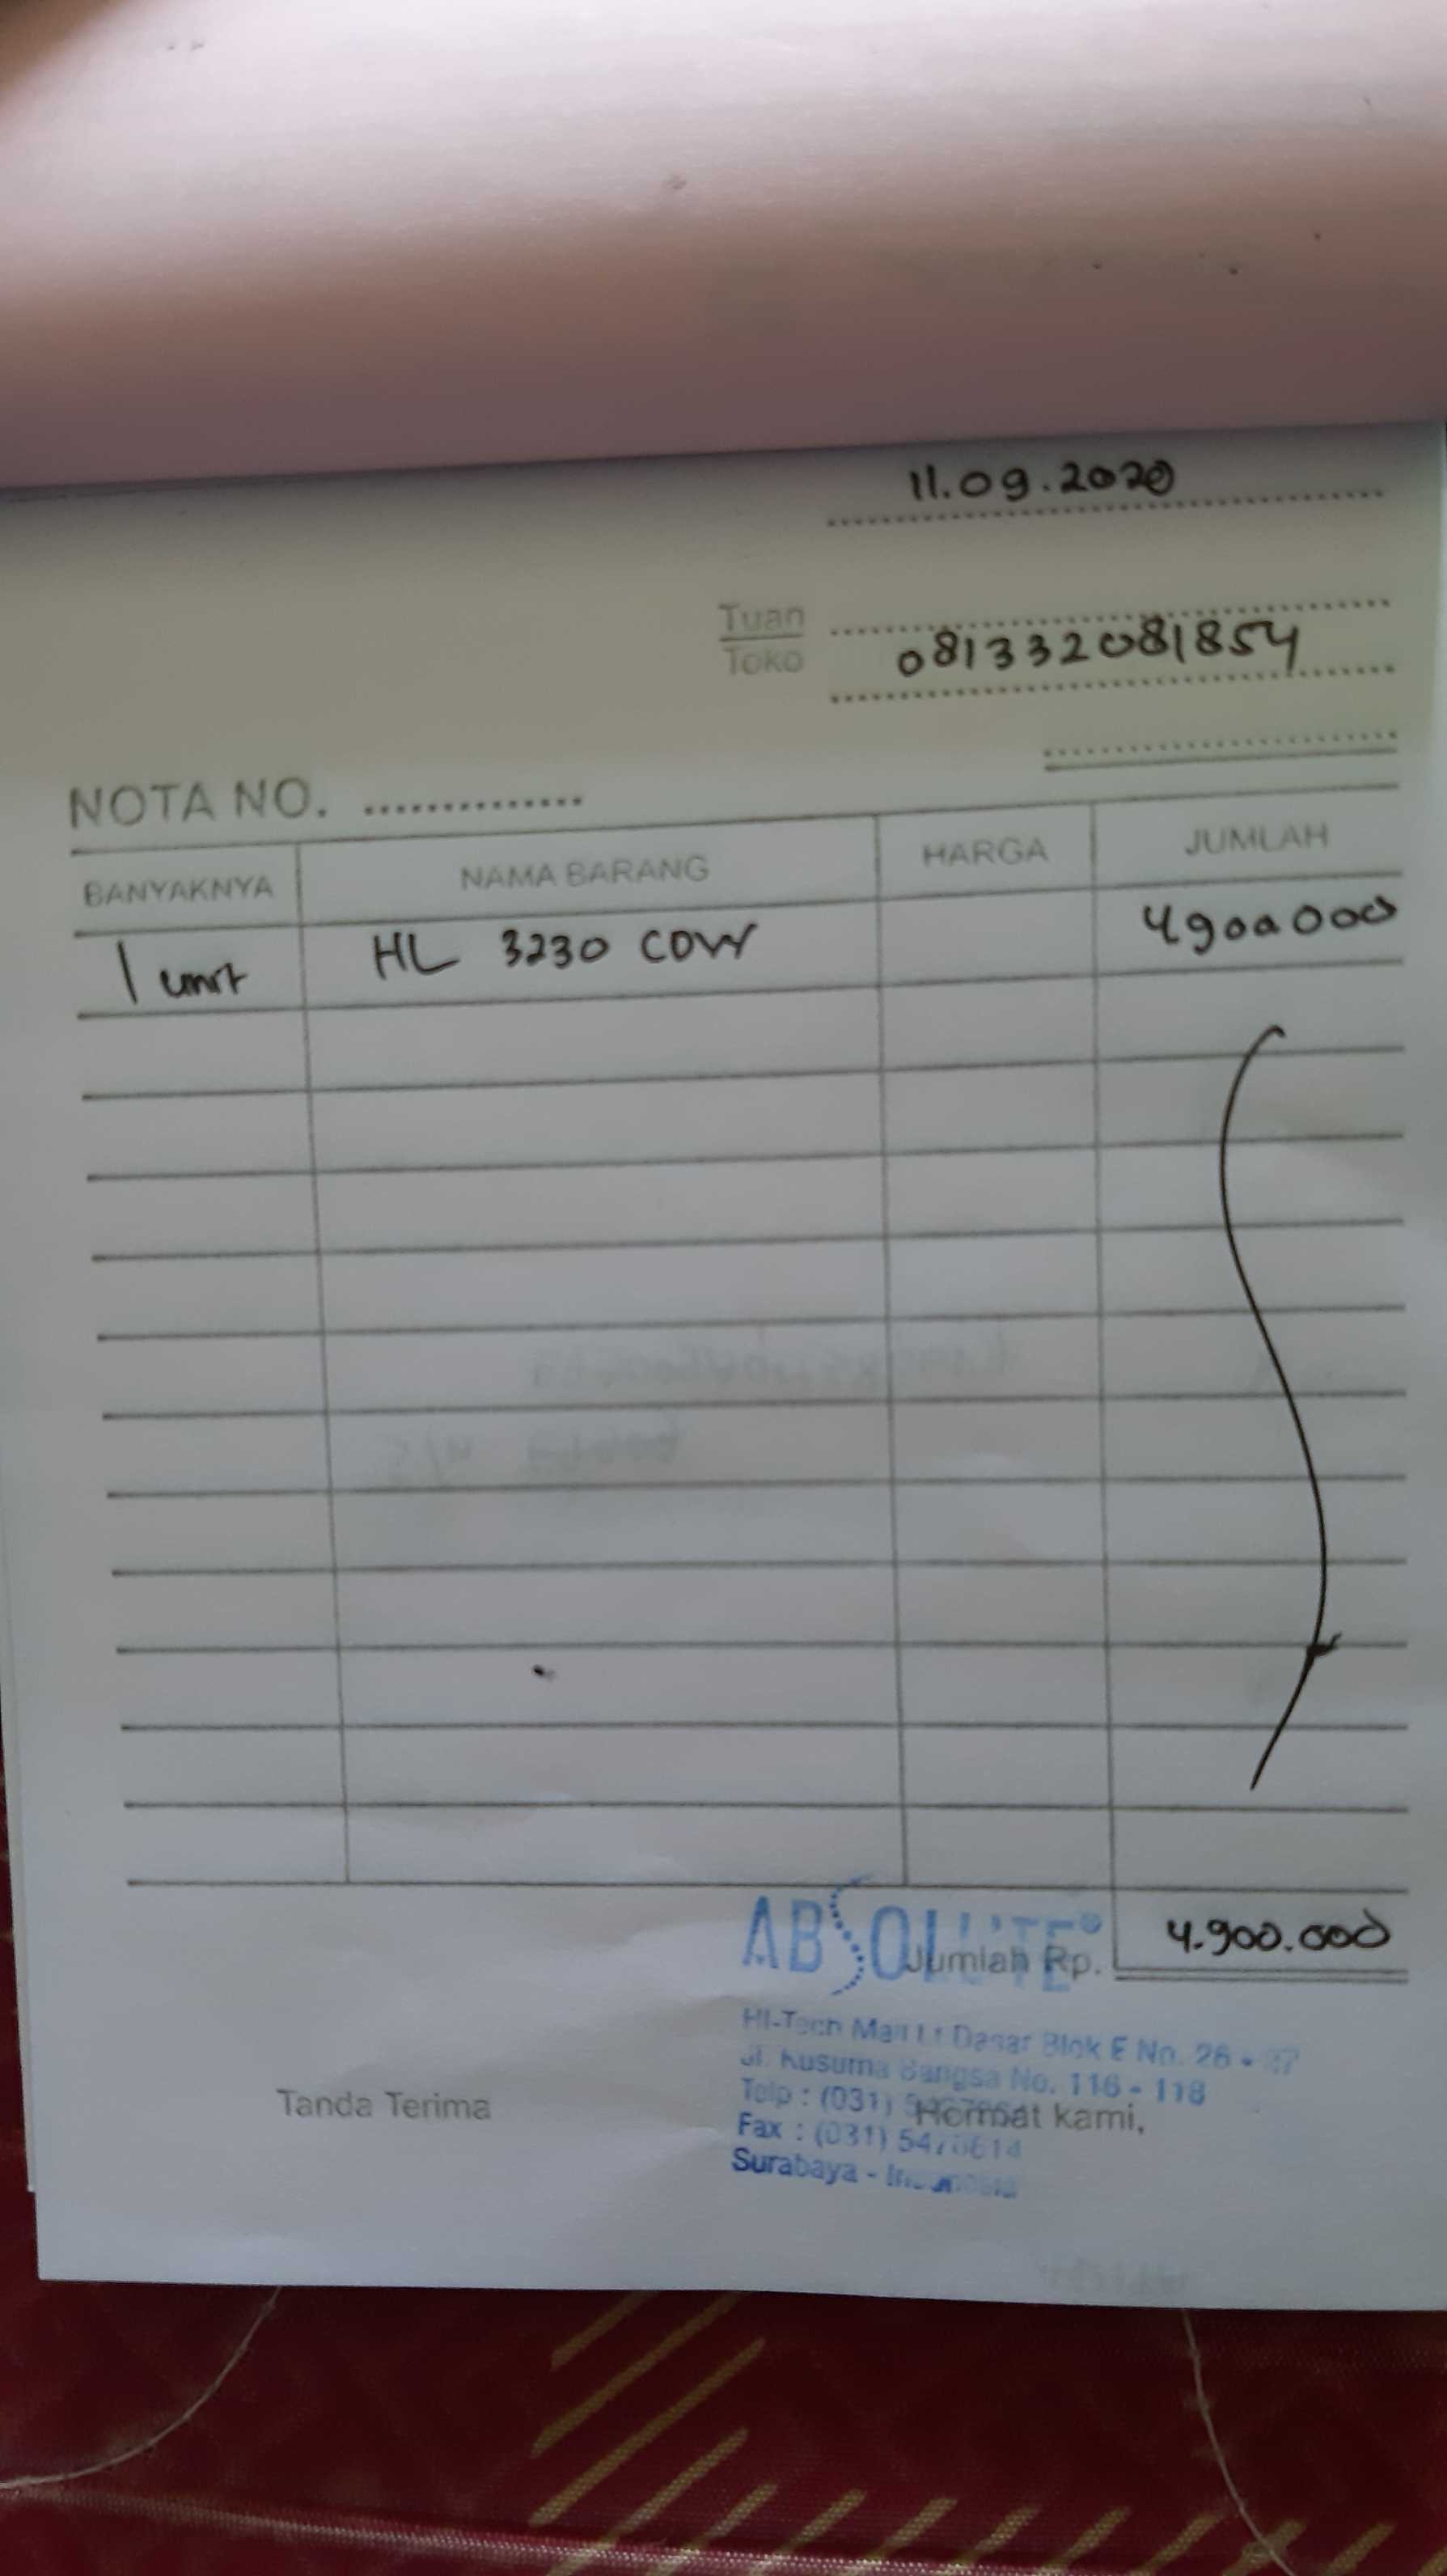 11.09.2020
Tuan
Toko
081332081854
NOTA NO. ..............
BANYAKNYA NAMA BARANG HARGA JUMLAH
1 unit HL 3230 CDW 4900000
Jumlah Rp. 4.900.000
ABSOLUTE®
HI-Tech Mall Lt Dasar Blok E No. 26 - 27
Jl. Kusuma Bangsa No. 116 - 118
Telp : (031)
Fax : (031)
Surabaya - Indonesia
Tanda Terima
Hormat kami,